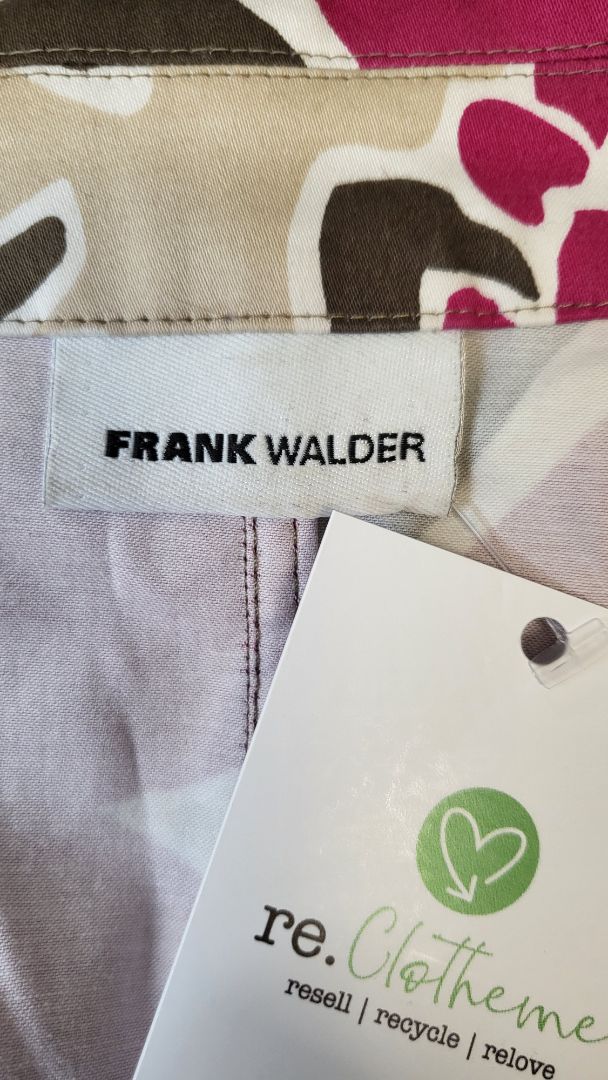 FRANK WALDER
re.Clotheme
resell | recycle | relove